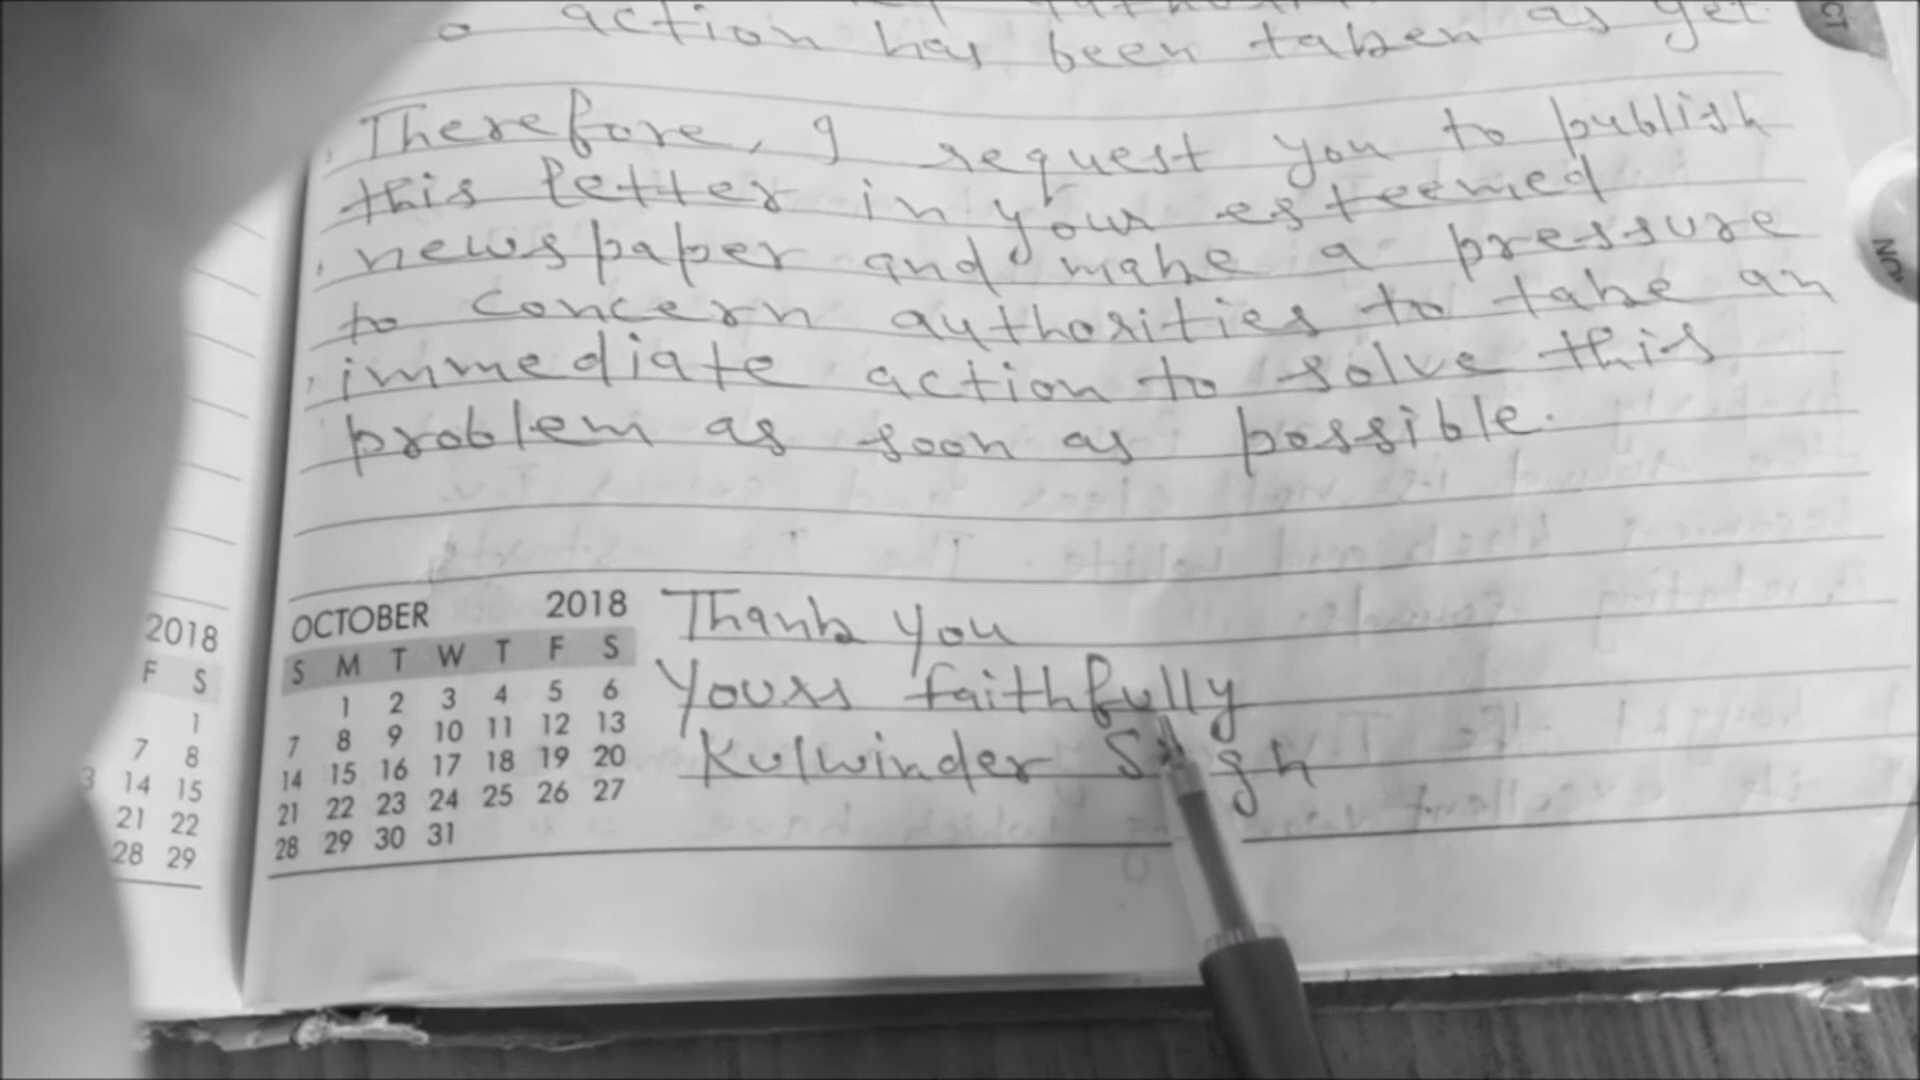 action has been taken as yet
Therefore, I request you to publish
this letter in your esteemed
newspaper and make a pressure
to concern authorities to take an
immediate action to solve this
problem as soon as possible.
OCTOBER 2018
S M T W T F S
1 2 3 4 5 6
7 8 9 10 11 12 13
14 15 16 17 18 19 20
21 22 23 24 25 26 27
28 29 30 31
Thank you
Yours faithfully
Kulwinder Singh
2018
F S
1
7 8
14 15
21 22
28 29
CT
NOV